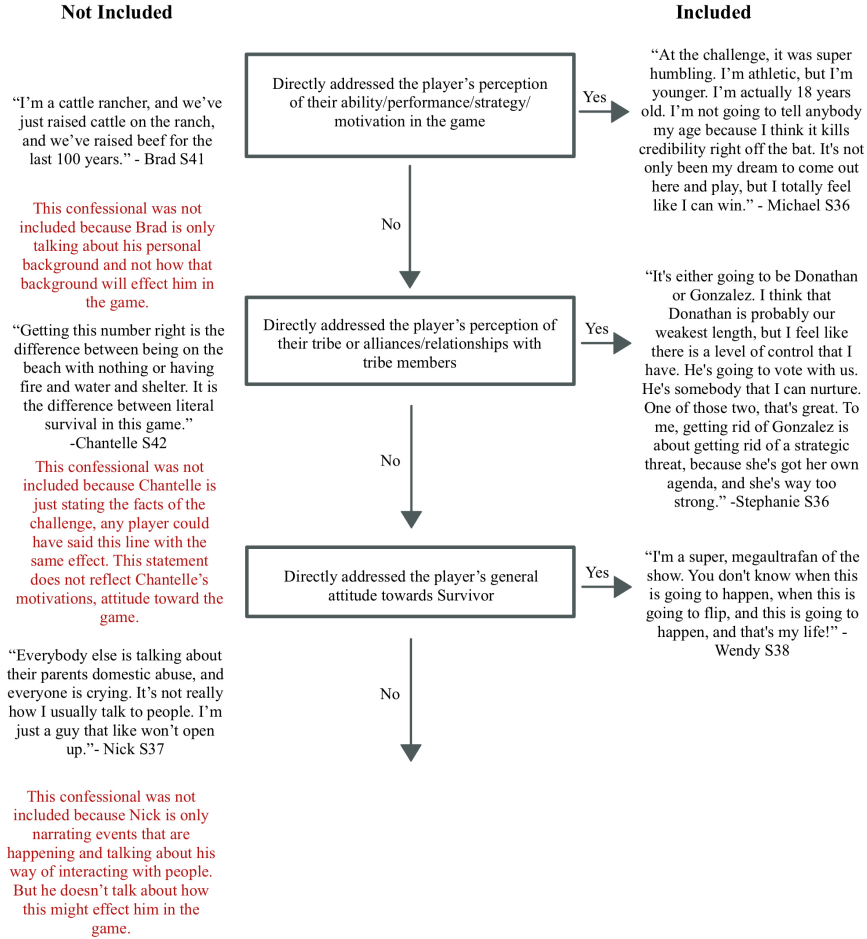 Not Included
“I’m a cattle rancher, and we’ve
just raised cattle on the ranch,
and we’ve raised beef for the
last 100 years.” - Brad S41
This confessional was not
included because Brad is only
talking about his personal
background and not how that
background will effect him in
the game.
“Getting this number right is the
difference between being on the
beach with nothing or having
fire and water and shelter. It is
the difference between literal
survival in this game.”
-Chantelle S42
This confessional was not
included because Chantelle is
just stating the facts of the
challenge, any player could
have said this line with the
same effect. This statement
does not reflect Chantelle’s
motivations, attitude toward the
game.
“Everybody else is talking about
their parents domestic abuse, and
everyone is crying. It’s not really
how I usually talk to people. I’m
just a guy that like won’t open
up.”- Nick S37
This confessional was not
included because Nick is only
narrating events that are
happening and talking about his
way of interacting with people.
But he doesn’t talk about how
this might effect him in the
game.
Directly addressed the player’s perception
of their ability/performance/strategy/
motivation in the game
Yes
No
Directly addressed the player’s perception of
their tribe or alliances/relationships with
tribe members
Yes
No
Directly addressed the player’s general
attitude towards Survivor
Yes
No
Included
“At the challenge, it was super
humbling. I’m athletic, but I’m
younger. I’m actually 18 years
old. I’m not going to tell anybody
my age because I think it kills
credibility right off the bat. It's not
only been my dream to come out
here and play, but I totally feel
like I can win.” - Michael S36
“It's either going to be Donathan
or Gonzalez. I think that
Donathan is probably our
weakest length, but I feel like
there is a level of control that I
have. He's going to vote with us.
He's somebody that I can nurture.
One of those two, that's great. To
me, getting rid of Gonzalez is
about getting rid of a strategic
threat, because she's got her own
agenda, and she's way too
strong.” -Stephanie S36
“I'm a super, megaultrafan of the
show. You don't know when this
is going to happen, when this is
going to flip, and this is going to
happen, and that's my life!” -
Wendy S38